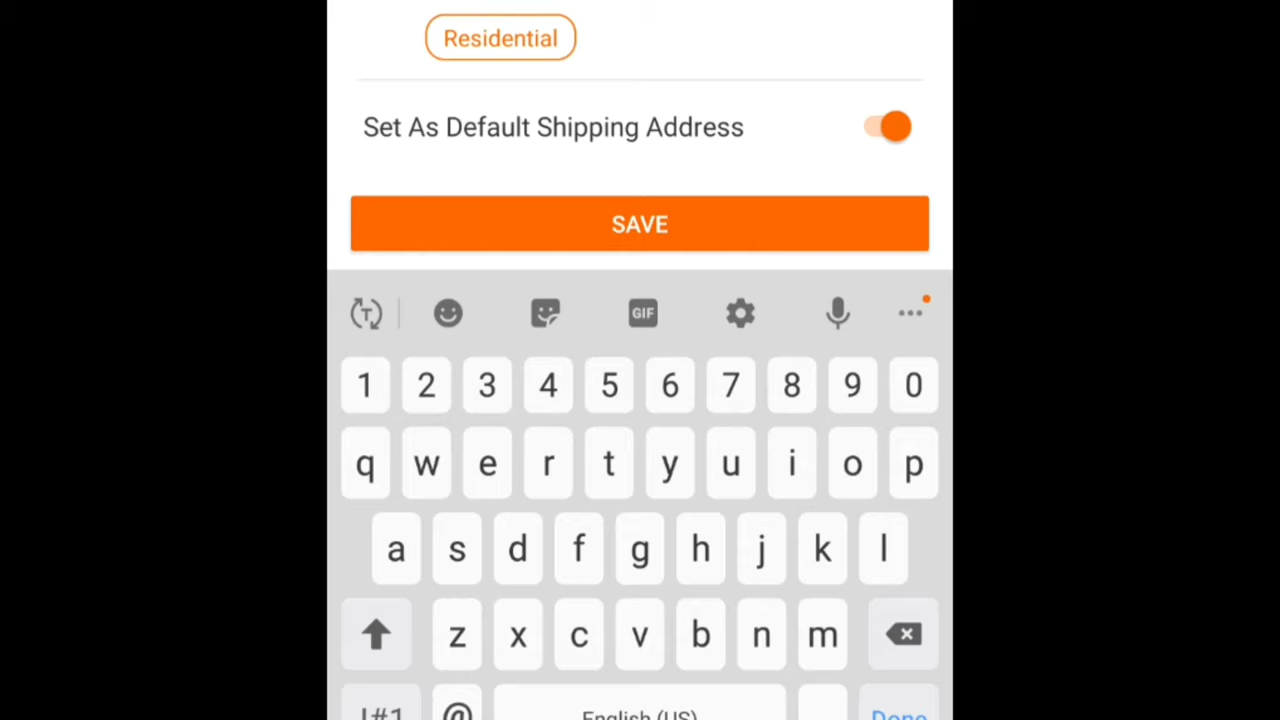 Residential
Set As Default Shipping Address
SAVE
GIF
1 2 3 4 5 6 7 8 9 0
q w e r t y u i o p
a s d f g h j k l
z x c v b n m
!#1 @ English (US) Done